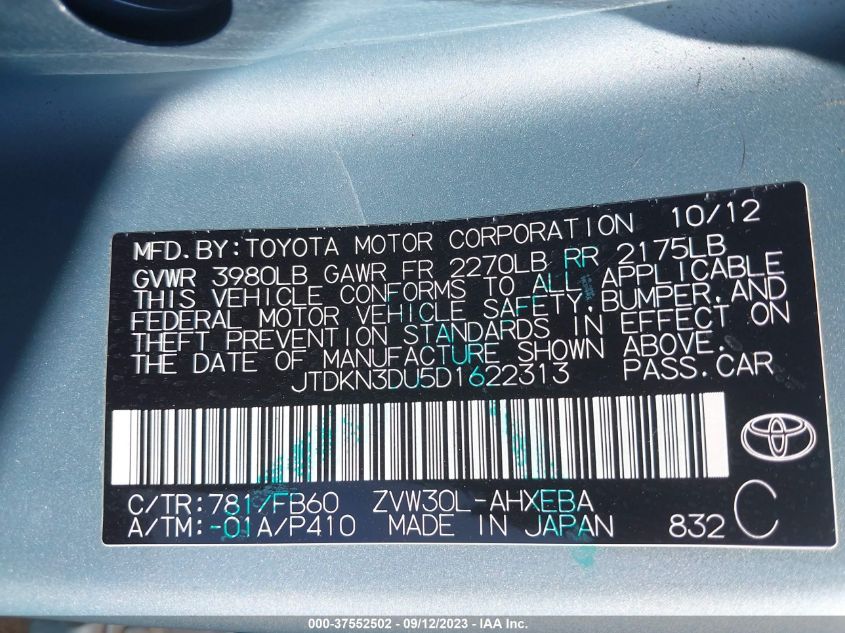 MFD. BY: TOYOTA MOTOR CORPORATION 10/12
GVWR 3980LB GAWR FR 2270LB RR 2175LB
THIS VEHICLE CONFORMS TO ALL APPLICABLE
FEDERAL MOTOR VEHICLE SAFETY, BUMPER, AND
THEFT PREVENTION STANDARDS IN EFFECT ON
THE DATE OF MANUFACTURE SHOWN ABOVE.
JTDKN3DU5D1622313 PASS.CAR
C/TR: 781/FB60 ZVW30L-AHXEBA
A/TM: -01A/P410 MADE IN JAPAN 832 C
000-37552502 - 09/12/2023 - IAA Inc.